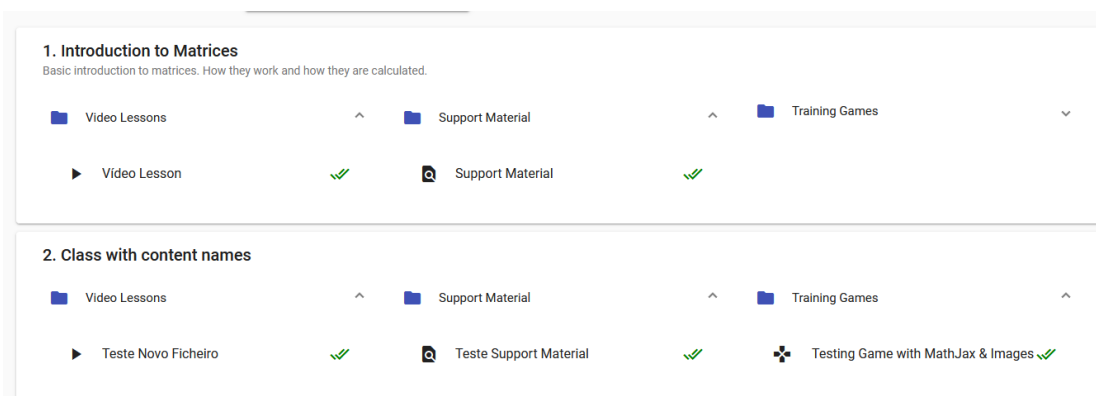 1. Introduction to Matrices
Basic introduction to matrices. How they work and how they are calculated.
Video Lessons
Support Material
Training Games
Vídeo Lesson
Support Material
2. Class with content names
Video Lessons
Support Material
Training Games
Teste Novo Ficheiro
Teste Support Material
Testing Game with MathJax & Images